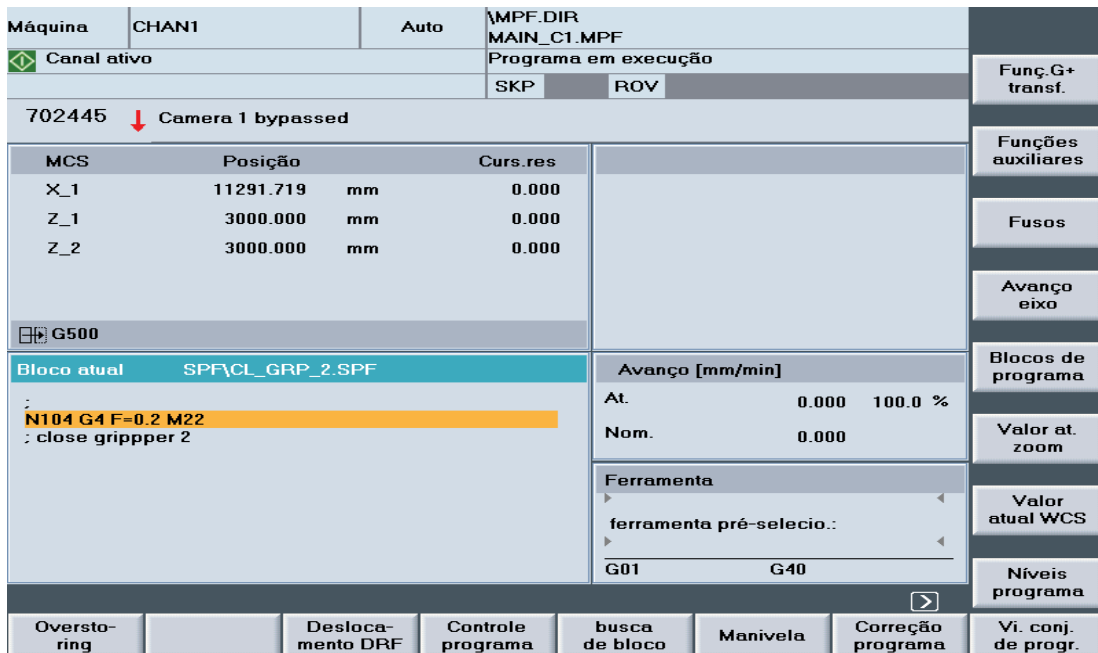 Máquina CHAN1 Auto \MPF.DIR
MAIN_C1.MPF
Canal ativo Programa em execução
SKP ROV
702445 Camera 1 bypassed
MCS Posição Curs.res
X_1 11291.719 mm 0.000
Z_1 3000.000 mm 0.000
Z_2 3000.000 mm 0.000
G500
Bloco atual SPF\CL_GRP_2.SPF
;
N104 G4 F=0.2 M22
; close grippper 2
Avanço [mm/min]
At. 0.000 100.0 %
Nom. 0.000
Ferramenta
ferramenta pré-selecio.:
G01 G40
Funç.G+
transf.
Funções
auxiliares
Fusos
Avanço
eixo
Blocos de
programa
Valor at.
zoom
Valor
atual WCS
Níveis
programa
Oversto-
ring
Desloca-
mento DRF
Controle
programa
busca
de bloco
Manivela
Correção
programa
Vi. conj.
de progr.